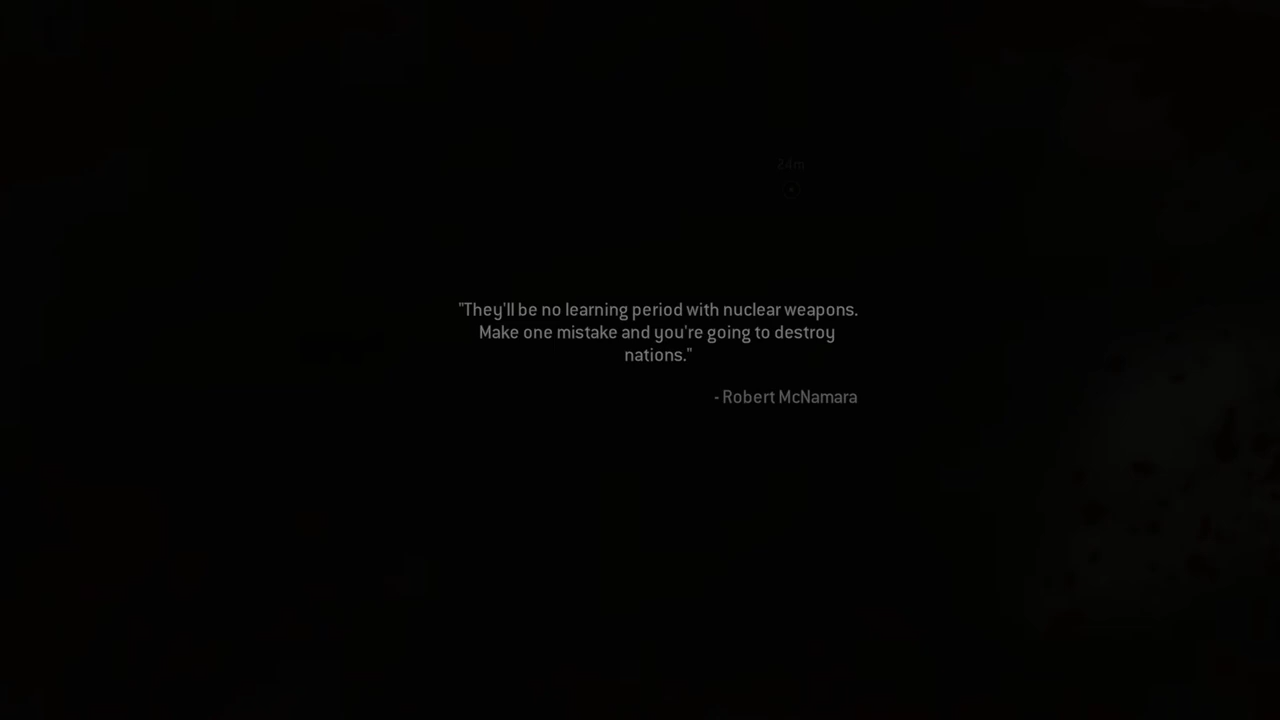 24m
"They'll be no learning period with nuclear weapons.
Make one mistake and you're going to destroy
nations."
- Robert McNamara